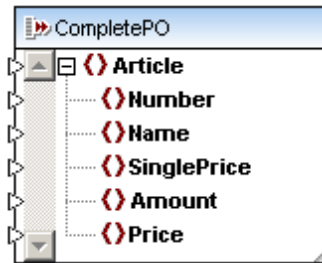 CompletePO
Article
Number
Name
SinglePrice
Amount
Price